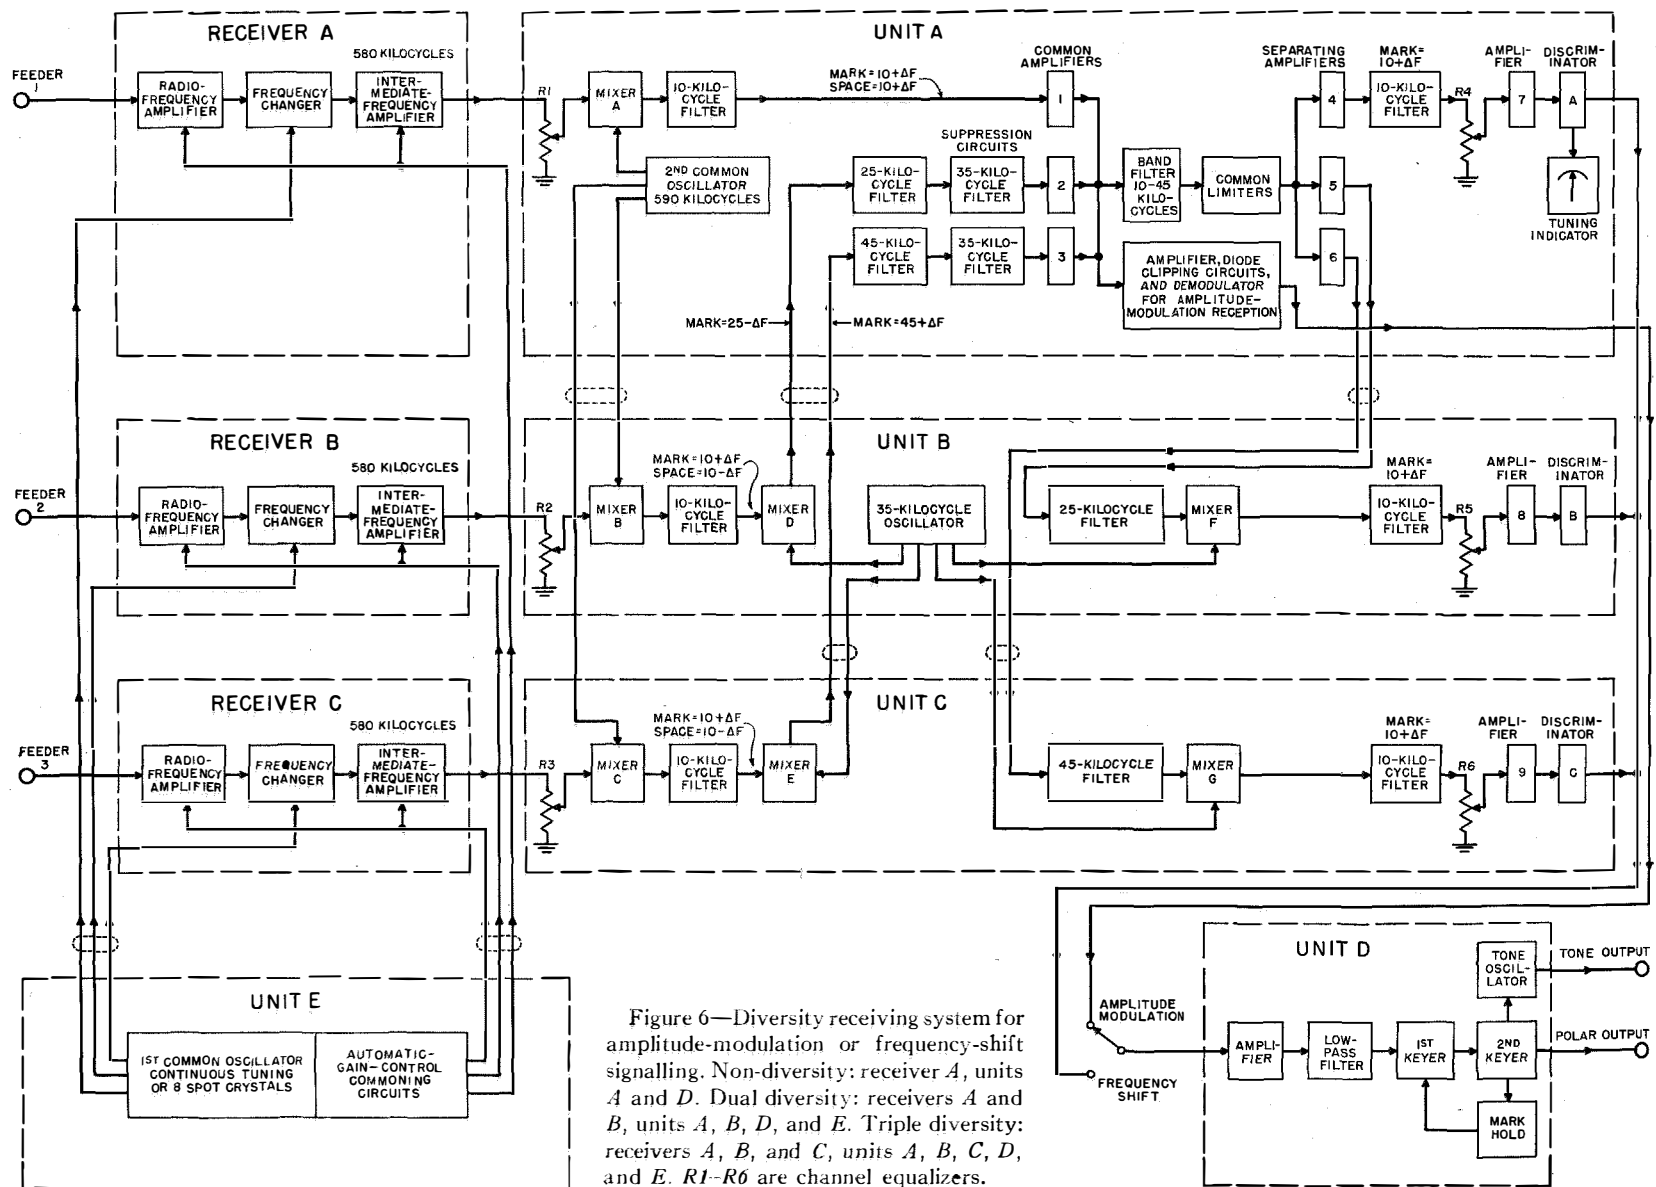 RECEIVER A
580 KILOCYCLES
FEEDER
1
RADIO-
FREQUENCY
AMPLIFIER
FREQUENCY
CHANGER
INTER-
MEDIATE-
FREQUENCY
AMPLIFIER
R1
UNIT A
MIXER
A
10-KILO-
CYCLE
FILTER
MARK=10+ΔF
SPACE=10+ΔF
COMMON
AMPLIFIERS
1
2ND COMMON
OSCILLATOR
590 KILOCYCLES
SUPPRESSION
CIRCUITS
25-KILO-
CYCLE
FILTER
35-KILO-
CYCLE
FILTER
2
45-KILO-
CYCLE
FILTER
35-KILO-
CYCLE
FILTER
3
BAND
FILTER
10-45
KILO-
CYCLES
COMMON
LIMITERS
AMPLIFIER, DIODE
CLIPPING CIRCUITS,
AND DEMODULATOR
FOR AMPLITUDE-
MODULATION RECEPTION
SEPARATING
AMPLIFIERS
4
5
6
MARK=
10+ΔF
10-KILO-
CYCLE
FILTER
R4
AMPLI-
FIER
7
DISCRIM-
INATOR
A
TUNING
INDICATOR
MARK=25-ΔF
MARK=45+ΔF
RECEIVER B
580 KILOCYCLES
FEEDER
2
RADIO-
FREQUENCY
AMPLIFIER
FREQUENCY
CHANGER
INTER-
MEDIATE-
FREQUENCY
AMPLIFIER
R2
UNIT B
MIXER
B
10-KILO-
CYCLE
FILTER
MARK=10+ΔF
SPACE=10-ΔF
MIXER
D
35-KILOCYCLE
OSCILLATOR
25-KILOCYCLE
FILTER
MIXER
F
MARK=
10+ΔF
10-KILO-
CYCLE
FILTER
R5
AMPLI-
FIER
8
DISCRIM-
INATOR
B
RECEIVER C
580 KILOCYCLES
FEEDER
3
RADIO-
FREQUENCY
AMPLIFIER
FREQUENCY
CHANGER
INTER-
MEDIATE-
FREQUENCY
AMPLIFIER
R3
UNIT C
MIXER
C
10-KILO-
CYCLE
FILTER
MARK=10+ΔF
SPACE=10-ΔF
MIXER
E
45-KILOCYCLE
FILTER
MIXER
G
MARK=
10+ΔF
10-KILO-
CYCLE
FILTER
R6
AMPLI-
FIER
9
DISCRIM-
INATOR
C
UNIT E
1ST COMMON OSCILLATOR
CONTINUOUS TUNING
OR 8 SPOT CRYSTALS
AUTOMATIC-
GAIN-CONTROL
COMMONING
CIRCUITS
Figure 6—Diversity receiving system for
amplitude-modulation or frequency-shift
signalling. Non-diversity: receiver A, units
A and D. Dual diversity: receivers A and
B, units A, B, D, and E. Triple diversity:
receivers A, B, and C, units A, B, C, D,
and E. R1–R6 are channel equalizers.
AMPLITUDE
MODULATION
FREQUENCY
SHIFT
UNIT D
AMPLI-
FIER
LOW-
PASS
FILTER
1ST
KEYER
2ND
KEYER
TONE
OSCIL-
LATOR
MARK
HOLD
TONE OUTPUT
POLAR OUTPUT